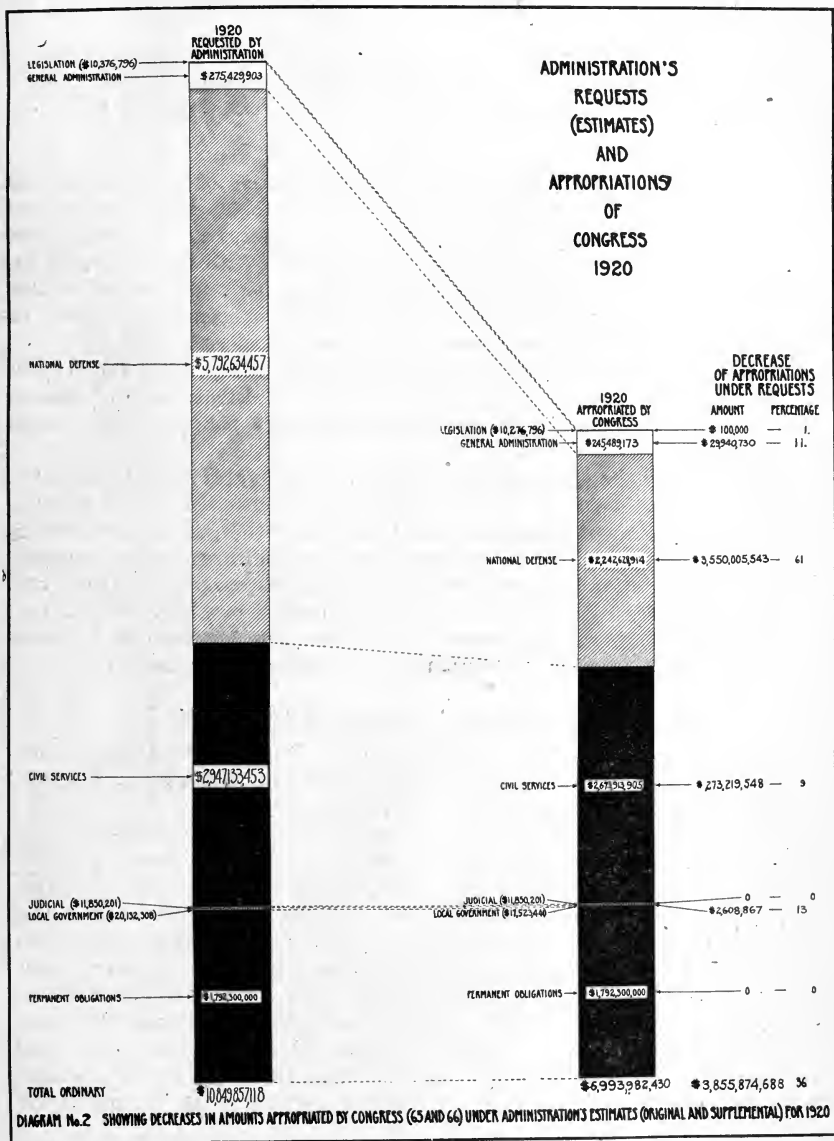 1920
REQUESTED BY
ADMINISTRATION
LEGISLATION ($10,376,796)
GENERAL ADMINISTRATION
$275,429,903
ADMINISTRATION'S
REQUESTS
(ESTIMATES)
AND
APPROPRIATIONS
OF
CONGRESS
1920
NATIONAL DEFENSE
$5,792,634,457
DECREASE
OF APPROPRIATIONS
UNDER REQUESTS
AMOUNT PERCENTAGE
1920
APPROPRIATED BY
CONGRESS
LEGISLATION ($10,276,796) $100,000 — 1.
GENERAL ADMINISTRATION $245,489,173 $29,940,730 — 11.
NATIONAL DEFENSE $2,242,628,914 $3,550,005,543 — 61
CIVIL SERVICES $2,947,133,453
CIVIL SERVICES $2,673,913,905 $273,219,548 — 9
JUDICIAL ($11,850,201)
LOCAL GOVERNMENT ($20,132,308)
JUDICIAL ($11,850,201) 0 — 0
LOCAL GOVERNMENT ($17,523,441) $2,608,867 — 13
PERMANENT OBLIGATIONS $1,792,300,000
PERMANENT OBLIGATIONS $1,792,300,000 0 — 0
TOTAL ORDINARY $10,849,857,118 $6,993,982,430 $3,855,874,688 36
DIAGRAM No.2 SHOWING DECREASES IN AMOUNTS APPROPRIATED BY CONGRESS (65 AND 66) UNDER ADMINISTRATION'S ESTIMATES (ORIGINAL AND SUPPLEMENTAL) FOR 1920